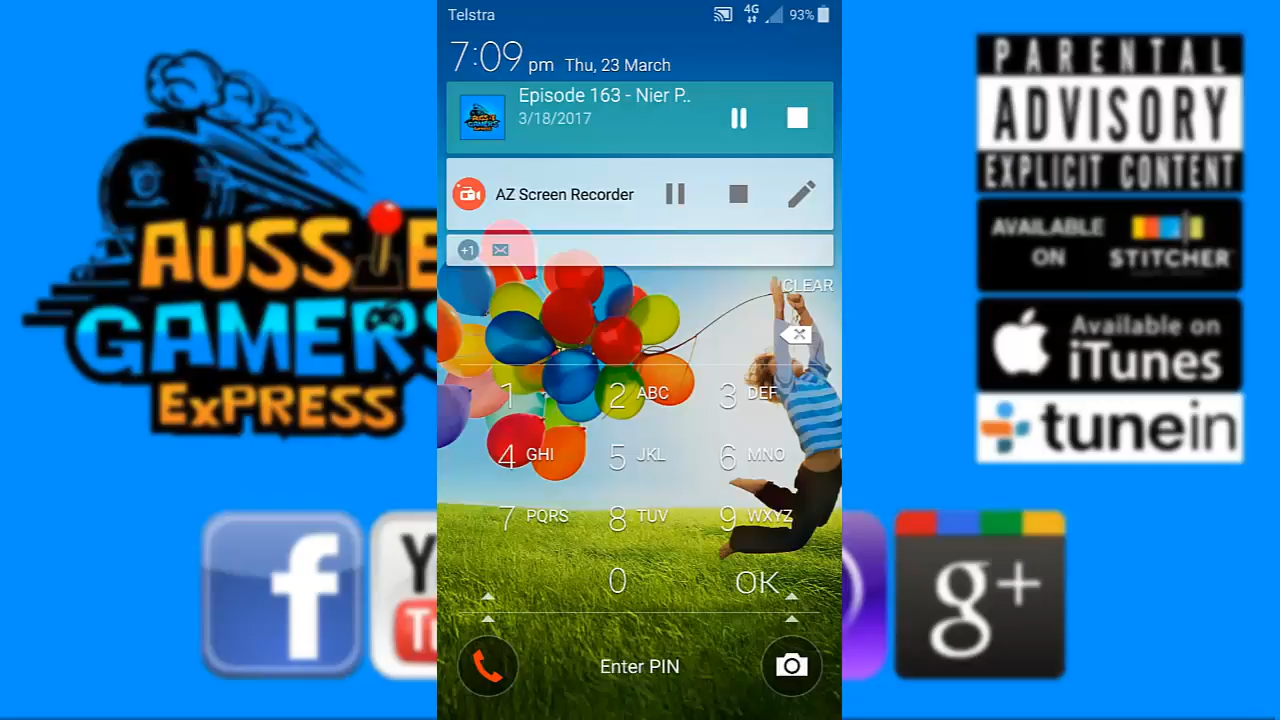 Telstra
4G
93%
7:09 pm Thu, 23 March
Episode 163 - Nier P..
3/18/2017
AZ Screen Recorder
+1
CLEAR
1
2 ABC
3 DEF
4 GHI
5 JKL
6 MNO
7 PQRS
8 TUV
9 WXYZ
0
OK
Enter PIN
AUSSIE
GAMERS
EXPRESS
PARENTAL
ADVISORY
EXPLICIT CONTENT
AVAILABLE
ON
STITCHER
Available on
iTunes
tunein
f
g+